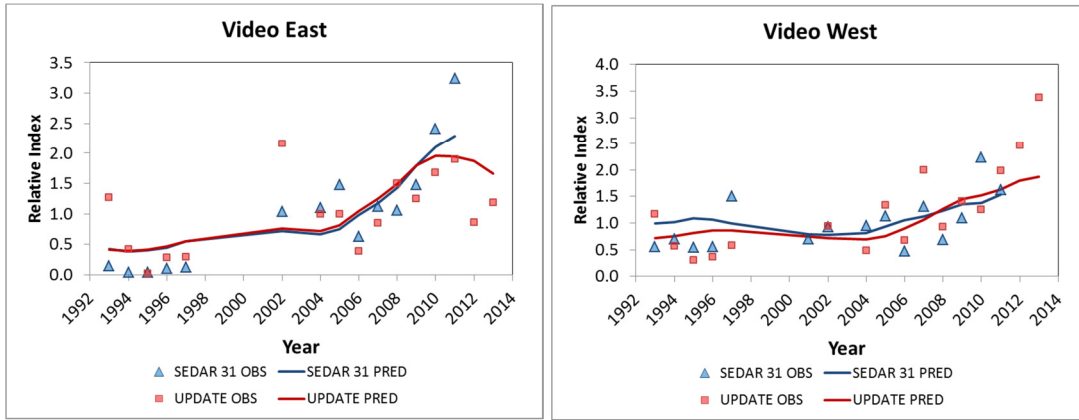 Video East
3.5
3.0
2.5
2.0
1.5
1.0
0.5
0.0
Relative Index
1992 1994 1996 1998 2000 2002 2004 2006 2008 2010 2012 2014
Year
SEDAR 31 OBS SEDAR 31 PRED
UPDATE OBS UPDATE PRED
Video West
4.0
3.5
3.0
2.5
2.0
1.5
1.0
0.5
0.0
Relative Index
1992 1994 1996 1998 2000 2002 2004 2006 2008 2010 2012 2014
Year
SEDAR 31 OBS SEDAR 31 PRED
UPDATE OBS UPDATE PRED